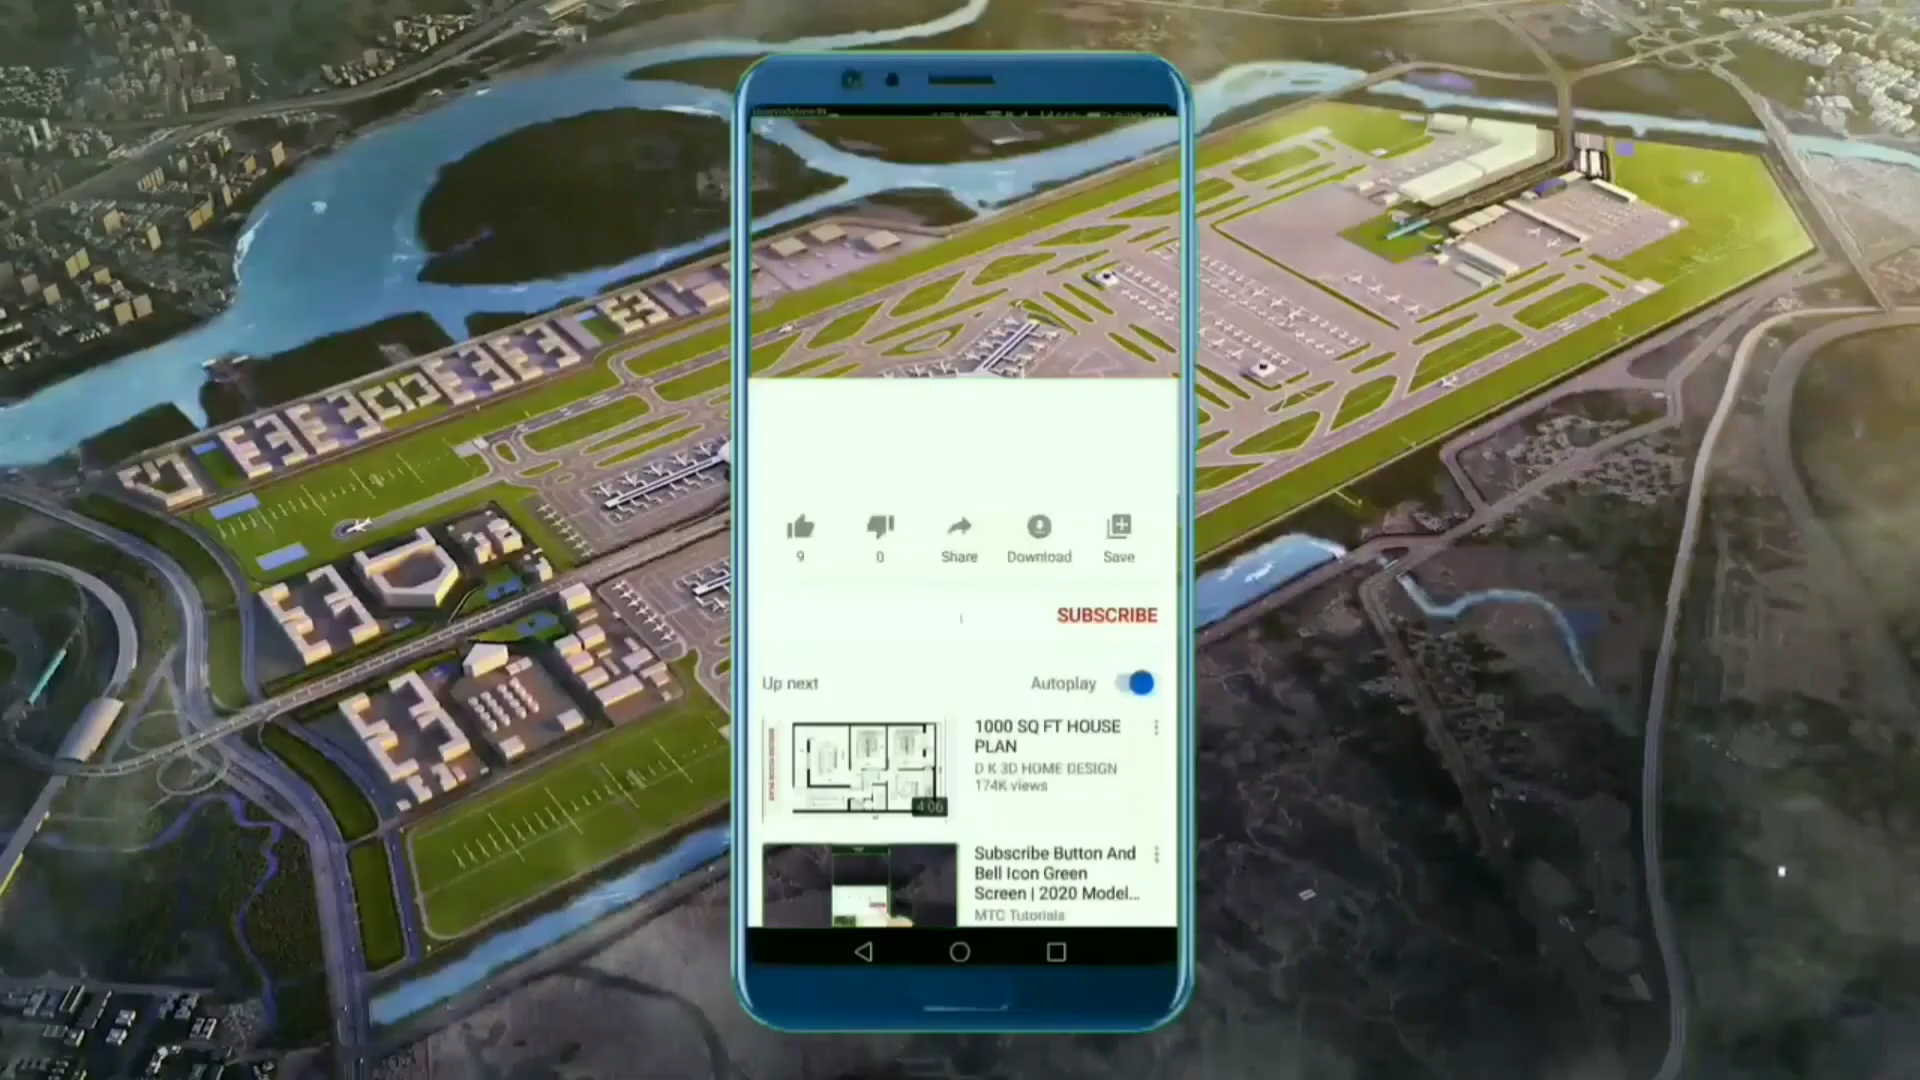 9
0
Share
Download
Save
SUBSCRIBE
Up next
Autoplay
1000 SQ FT HOUSE
PLAN
D K 3D HOME DESIGN
174K views
4:06
Subscribe Button And
Bell Icon Green
Screen | 2020 Model...
MTC Tutorials